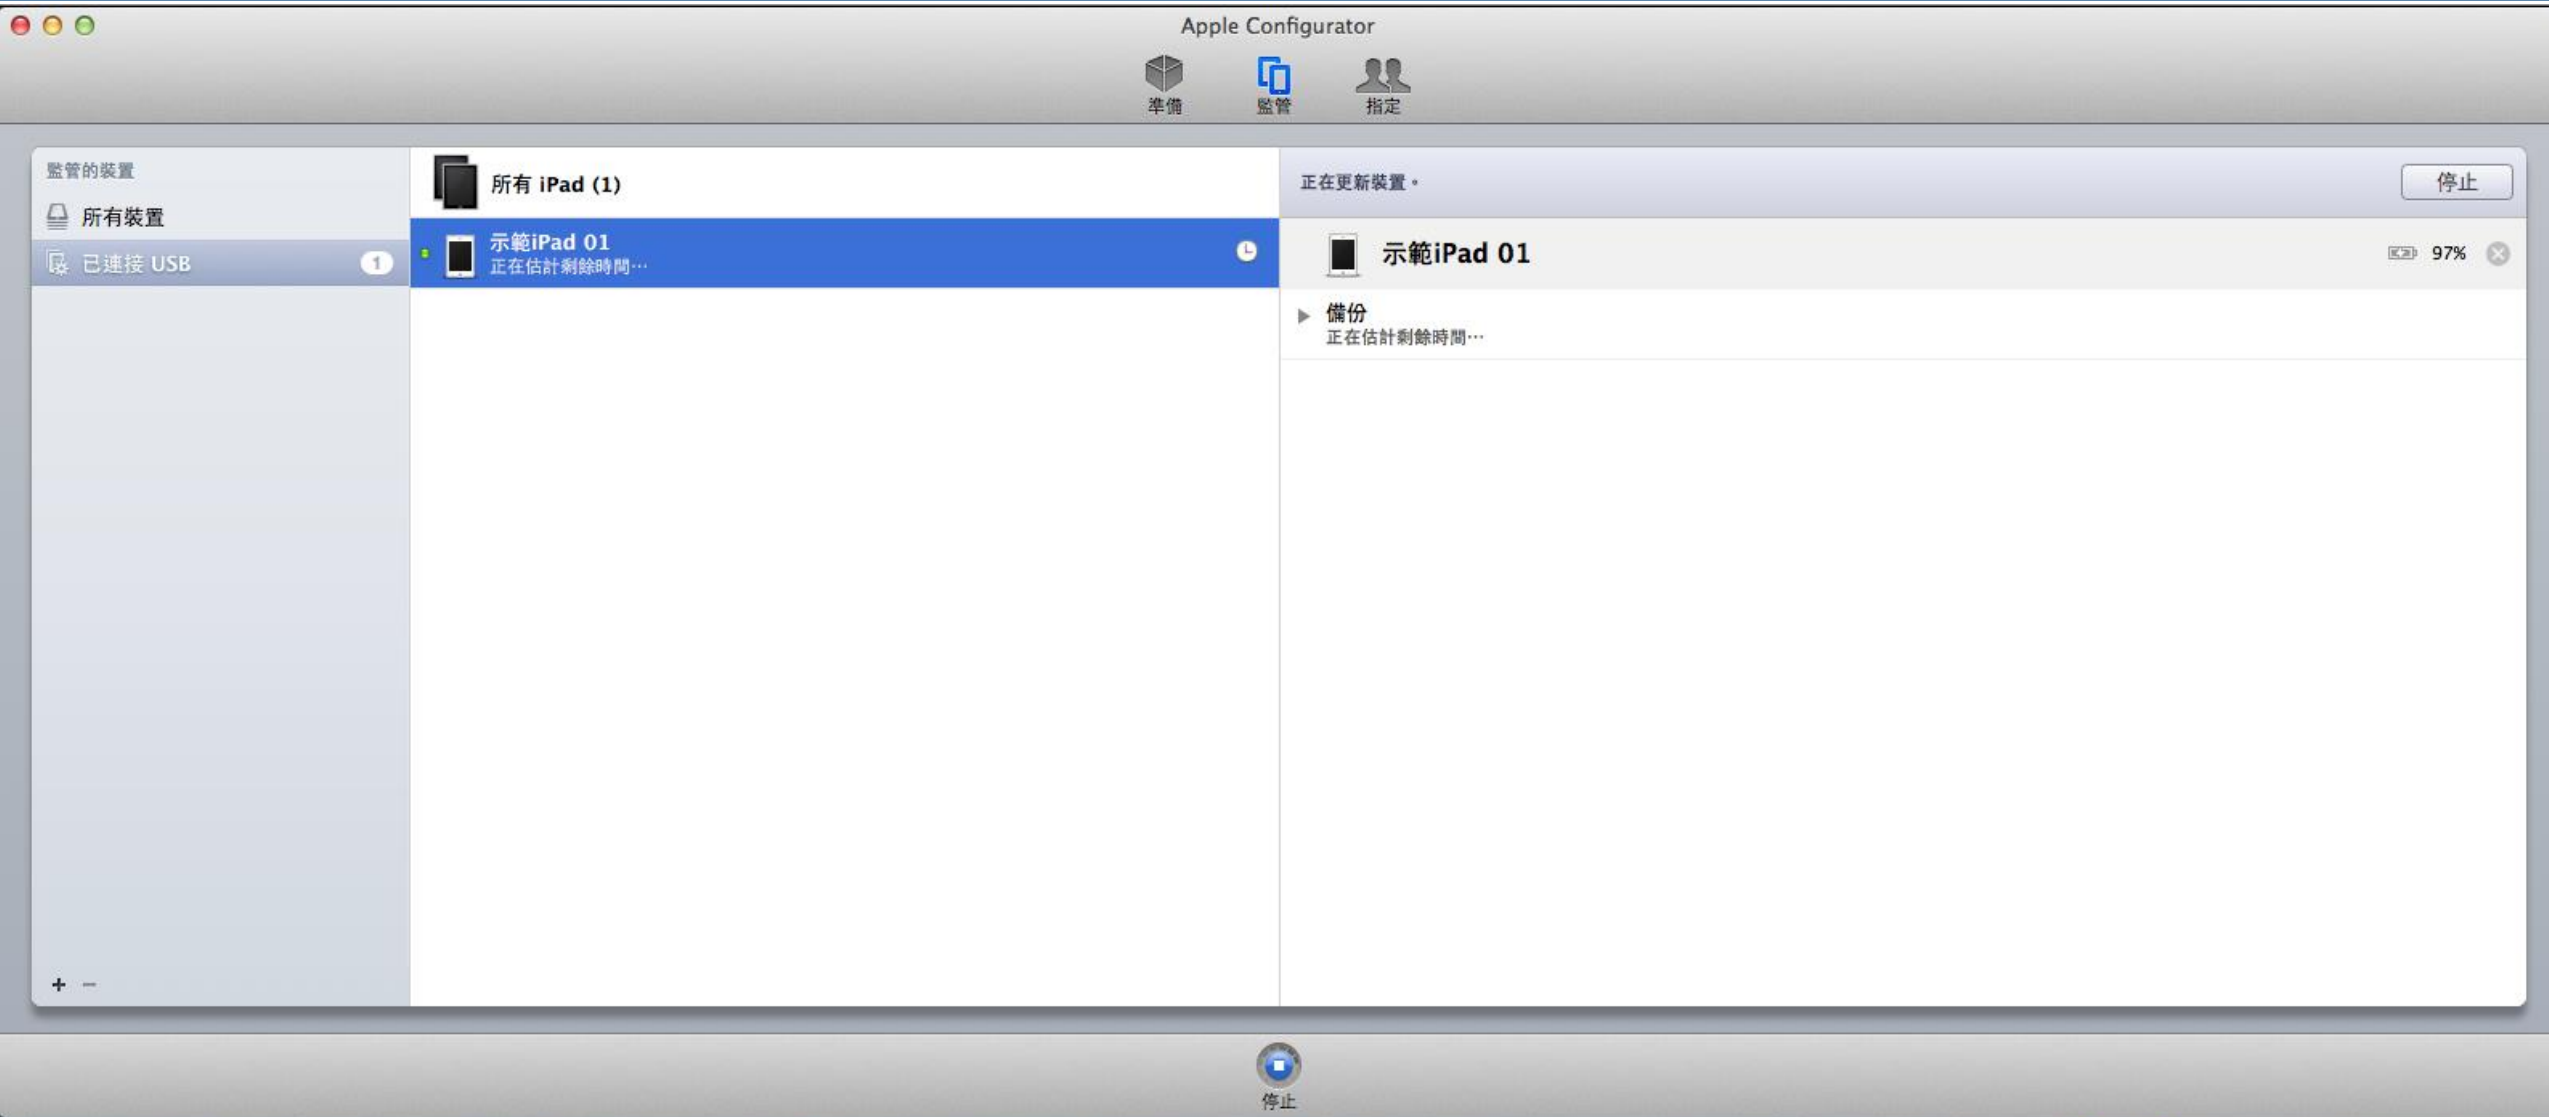 Apple Configurator
準備
監管
指定
監管的裝置
所有裝置
已連接 USB
1
所有 iPad (1)
示範iPad 01
正在估計剩餘時間…
正在更新裝置。
停止
示範iPad 01
97%
備份
正在估計剩餘時間…
停止